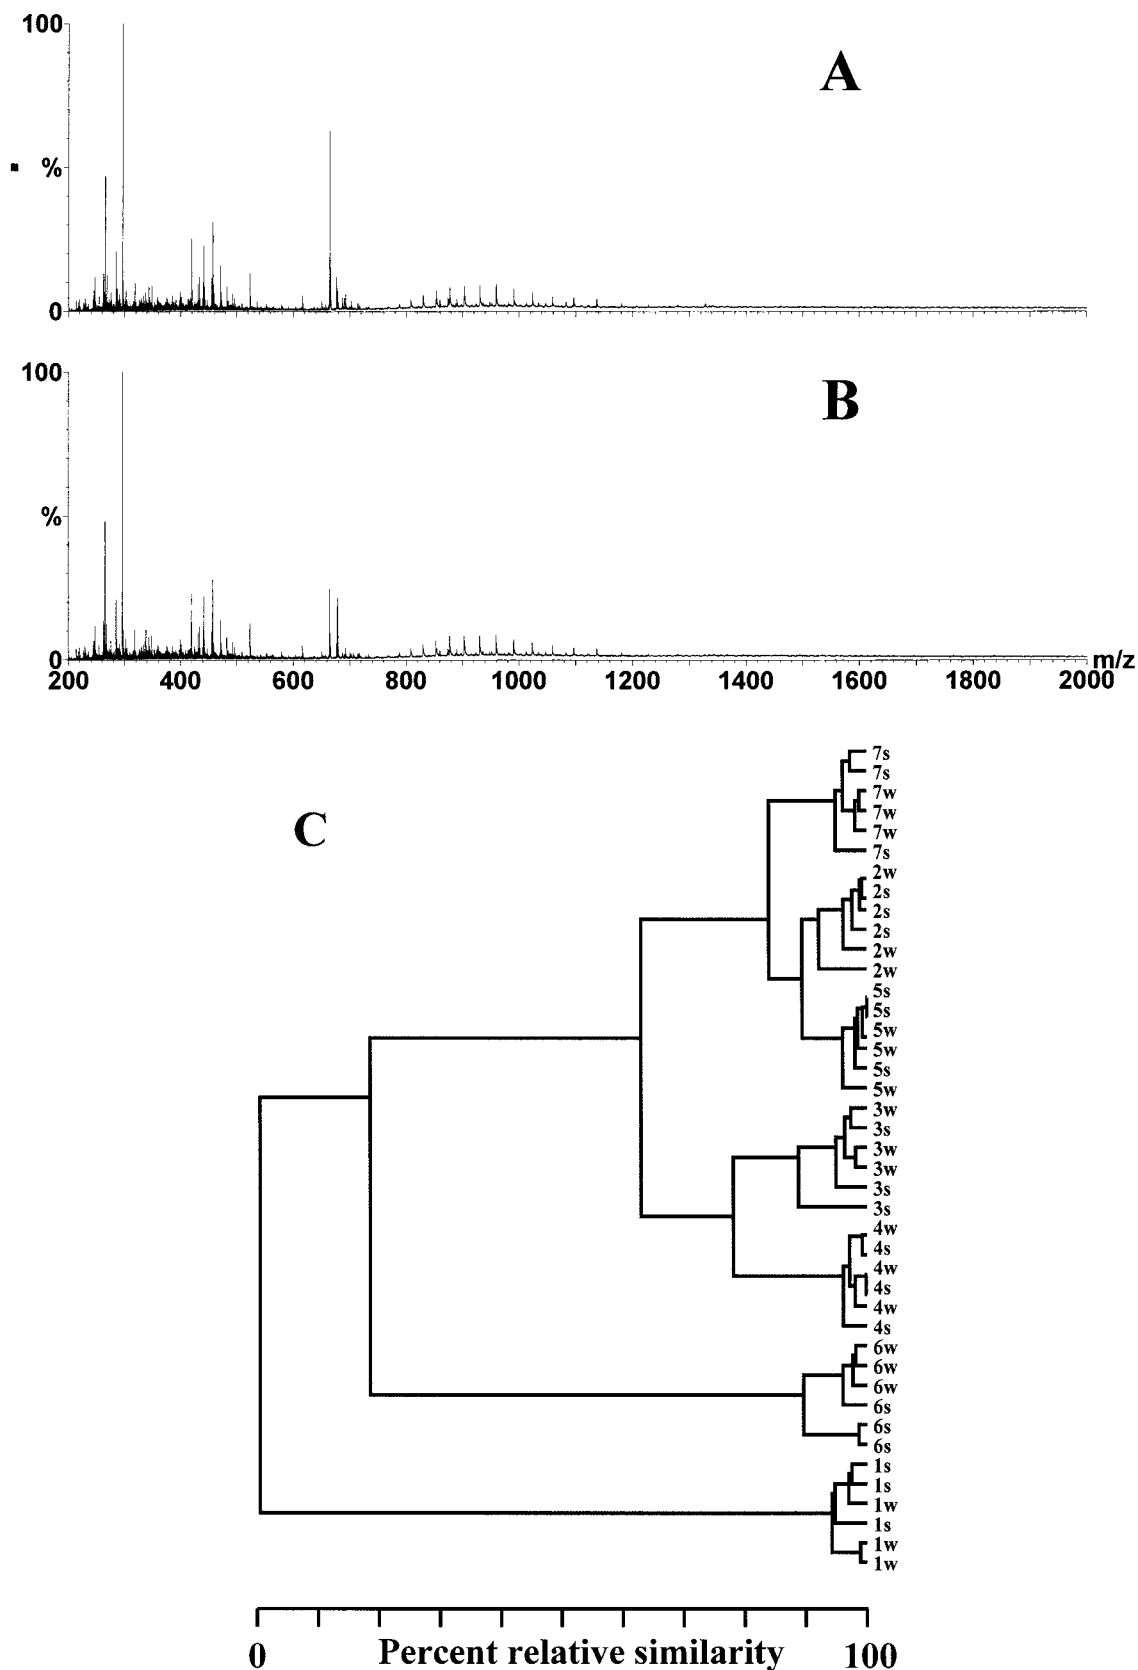 100
A
%
0
100
B
%
0
m/z
200 400 600 800 1000 1200 1400 1600 1800 2000
C
7s
7s
7w
7w
7w
7s
2w
2s
2s
2s
2w
2w
5s
5s
5w
5w
5s
5w
3w
3s
3w
3w
3s
3s
4w
4s
4w
4s
4w
4s
6w
6w
6w
6s
6s
6s
1s
1s
1w
1s
1w
1w
0 Percent relative similarity 100